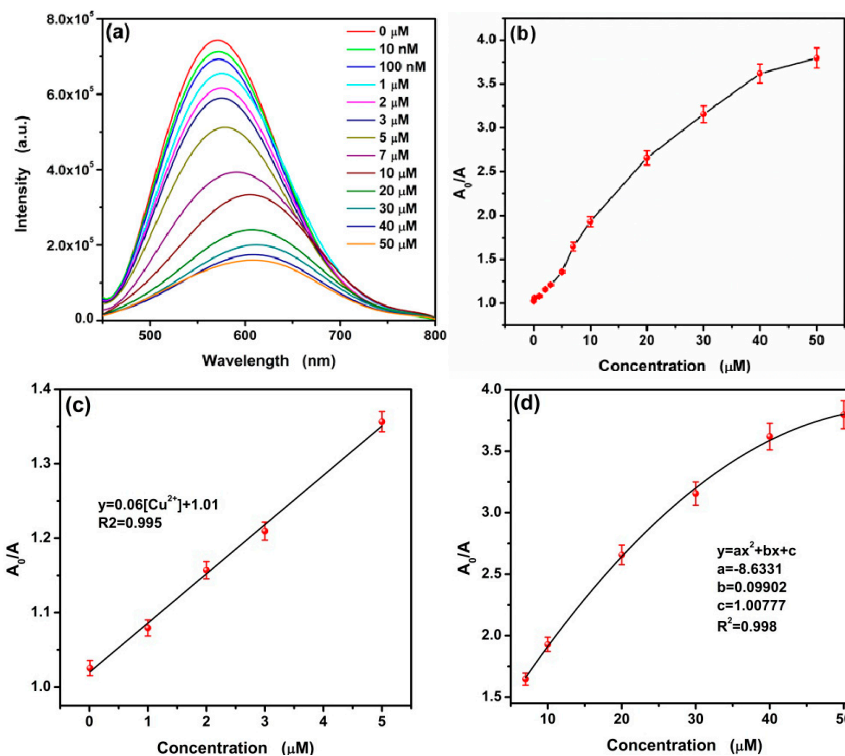 (a)
8.0x10⁵
6.0x10⁵
4.0x10⁵
2.0x10⁵
0.0
Intensity (a.u.)
500 600 700 800
Wavelength (nm)
0 μM
10 nM
100 nM
1 μM
2 μM
3 μM
5 μM
7 μM
10 μM
20 μM
30 μM
40 μM
50 μM
(b)
4.0
3.5
3.0
2.5
2.0
1.5
1.0
A₀/A
0 10 20 30 40 50
Concentration (μM)
(c)
1.4
1.3
1.2
1.1
1.0
A₀/A
y=0.06[Cu²⁺]+1.01
R2=0.995
0 1 2 3 4 5
Concentration (μM)
(d)
4.0
3.5
3.0
2.5
2.0
1.5
A₀/A
y=ax²+bx+c
a=-8.6331
b=0.09902
c=1.00777
R²=0.998
10 20 30 40 50
Concentration (μM)